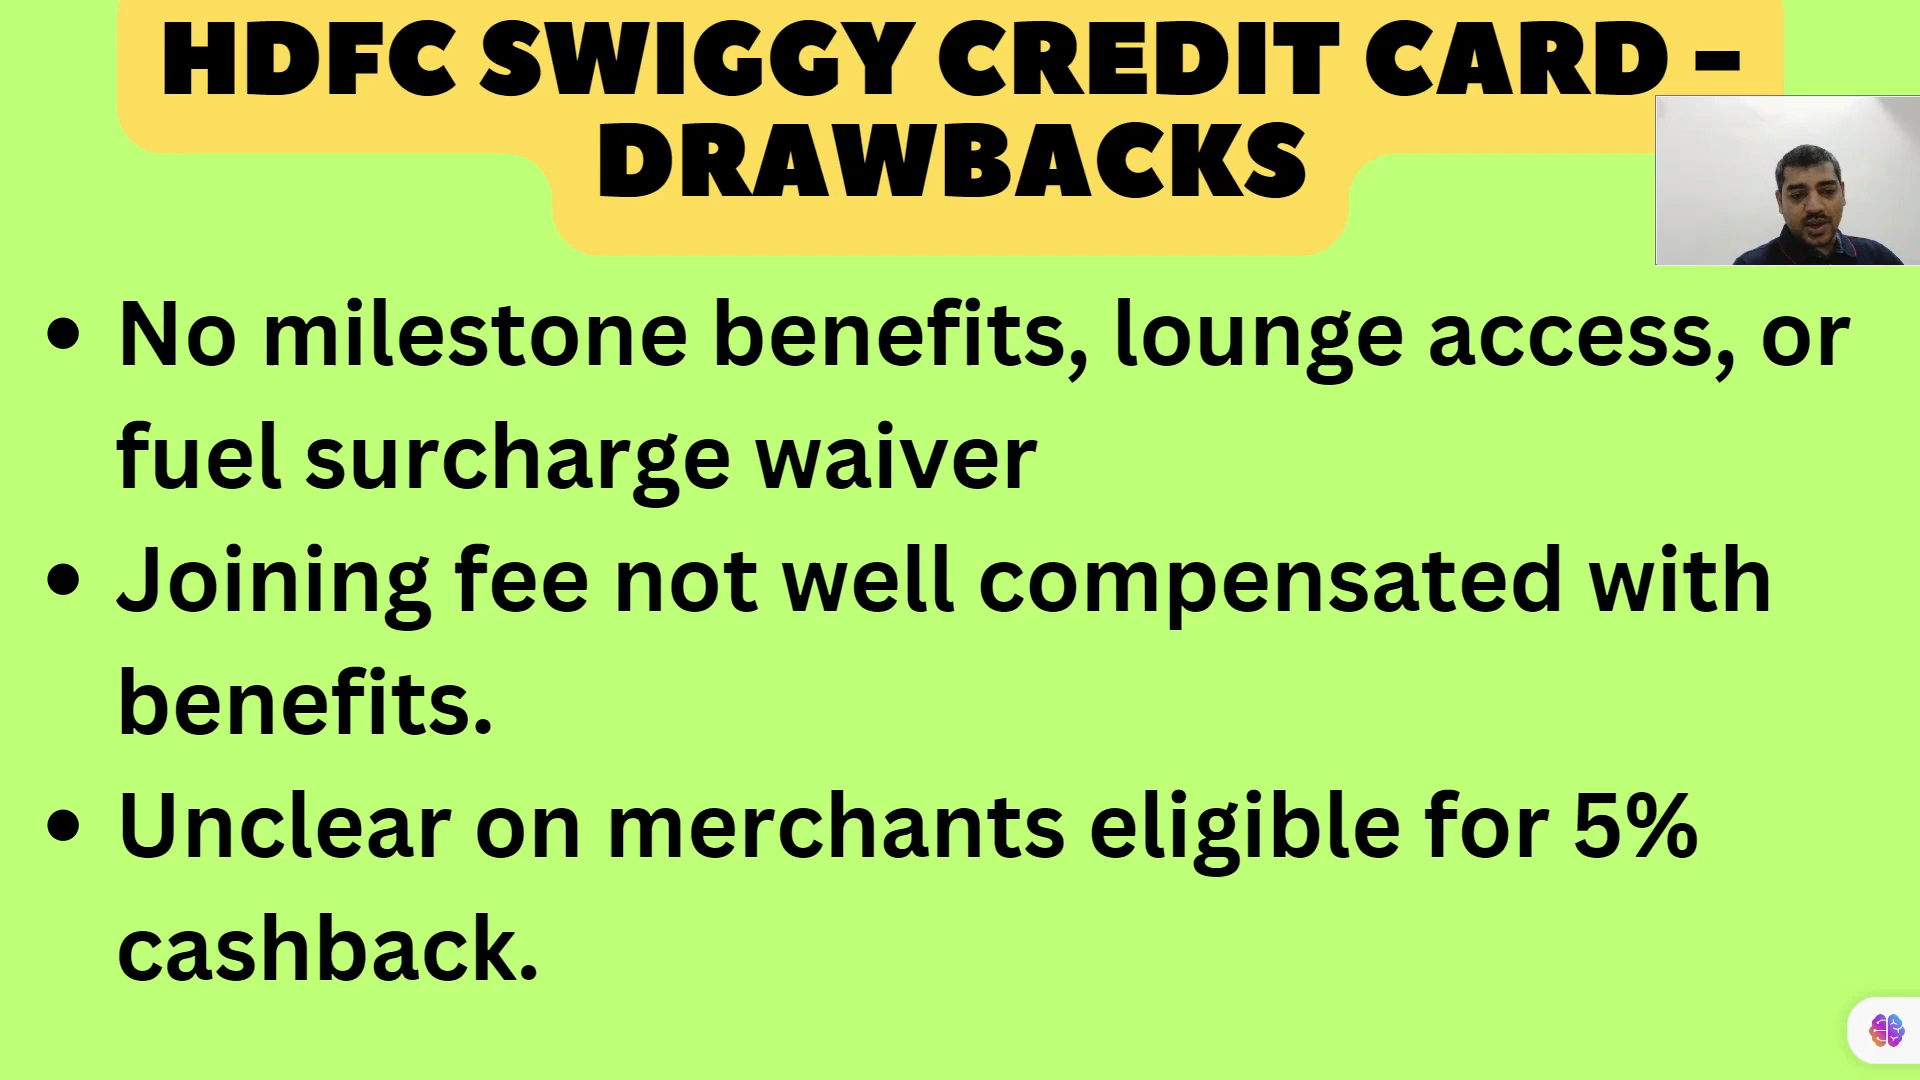 HDFC SWIGGY CREDIT CARD -
DRAWBACKS
• No milestone benefits, lounge access, or
fuel surcharge waiver
• Joining fee not well compensated with
benefits.
• Unclear on merchants eligible for 5%
cashback.